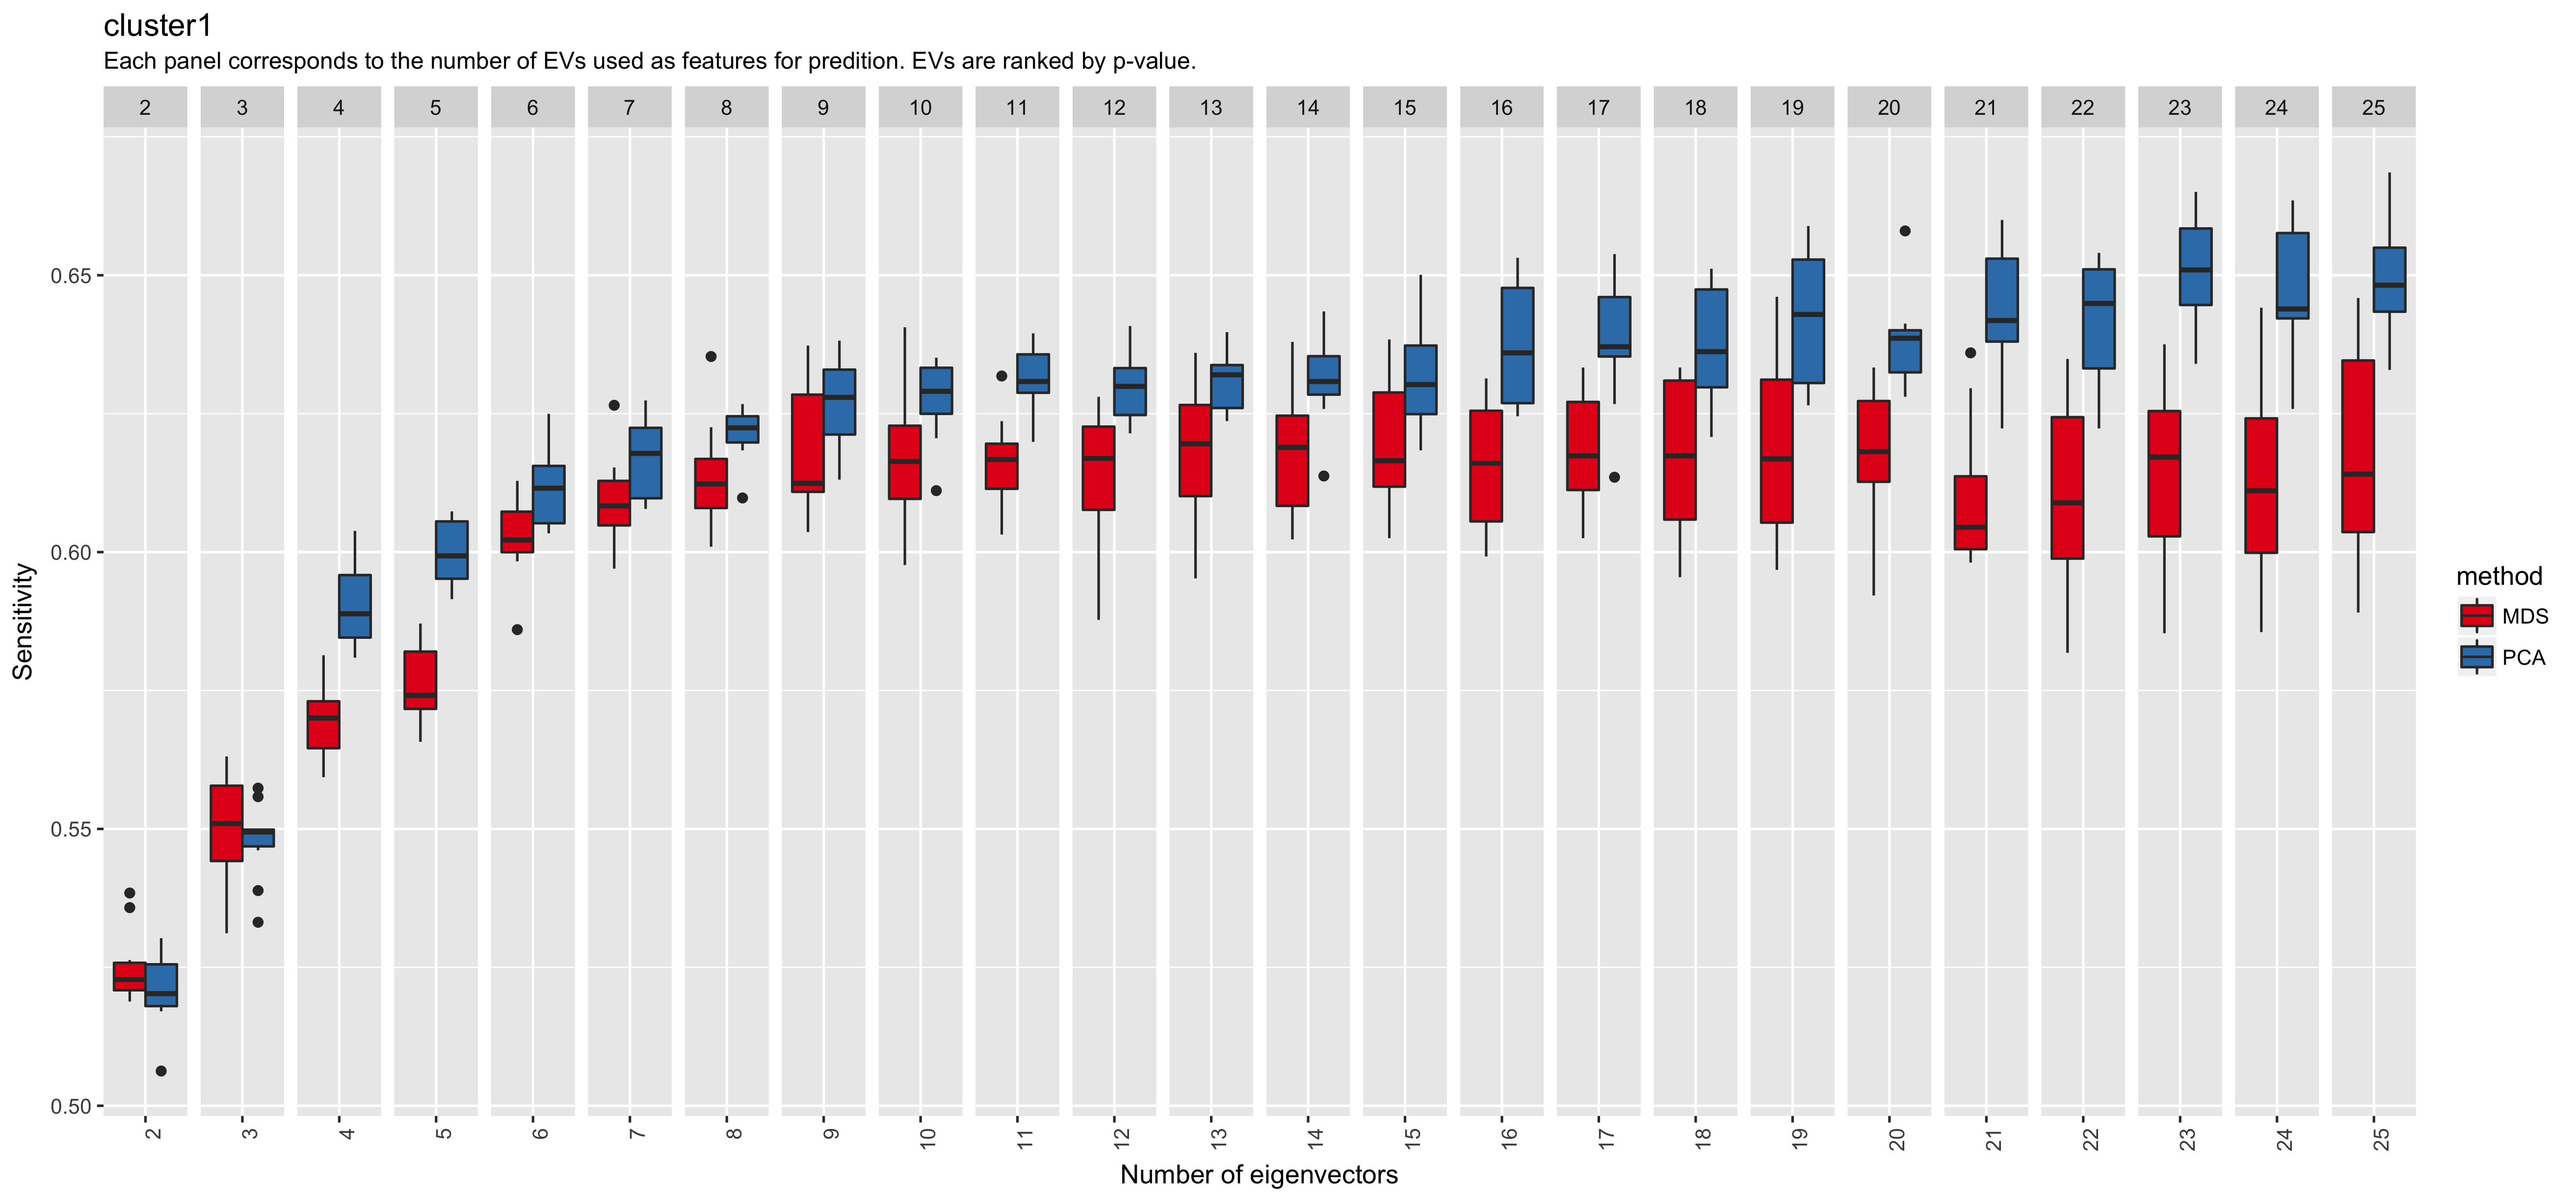 cluster1
Each panel corresponds to the number of EVs used as features for predition. EVs are ranked by p-value.
2 3 4 5 6 7 8 9 10 11 12 13 14 15 16 17 18 19 20 21 22 23 24 25
0.65
0.60
0.55
0.50
Sensitivity
method
MDS
PCA
2 3 4 5 6 7 8 9 10 11 12 13 14 15 16 17 18 19 20 21 22 23 24 25
Number of eigenvectors